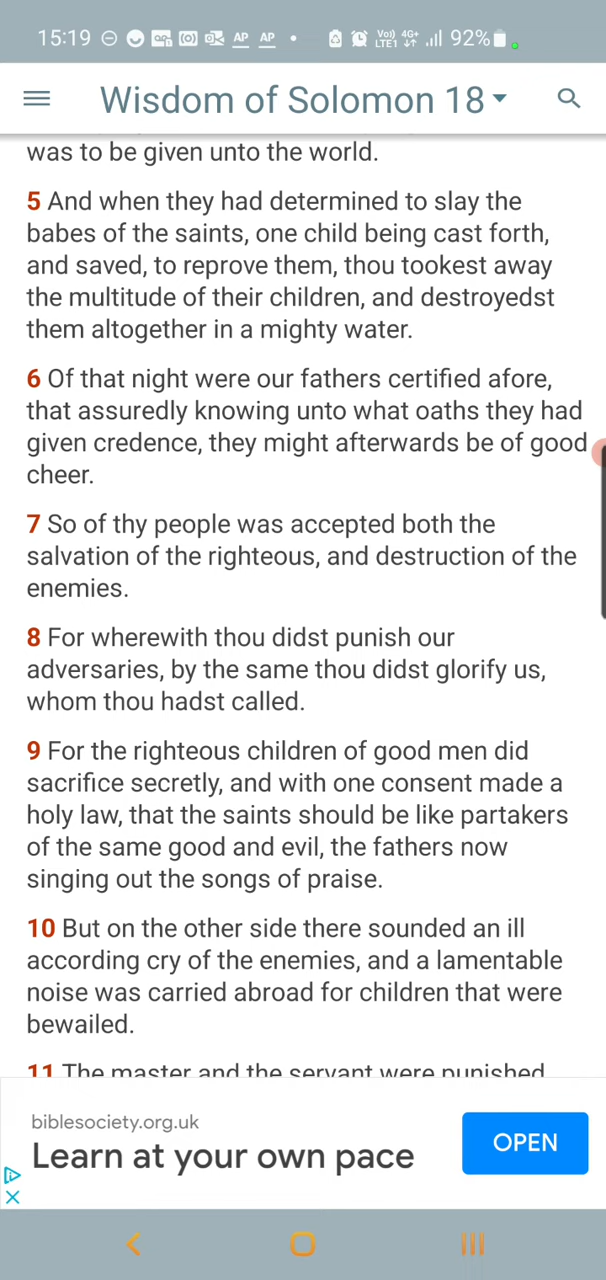 15:19 AP AP Vo)) LTE1 4G+ 92%
Wisdom of Solomon 18
was to be given unto the world.
5 And when they had determined to slay the
babes of the saints, one child being cast forth,
and saved, to reprove them, thou tookest away
the multitude of their children, and destroyedst
them altogether in a mighty water.
6 Of that night were our fathers certified afore,
that assuredly knowing unto what oaths they had
given credence, they might afterwards be of good
cheer.
7 So of thy people was accepted both the
salvation of the righteous, and destruction of the
enemies.
8 For wherewith thou didst punish our
adversaries, by the same thou didst glorify us,
whom thou hadst called.
9 For the righteous children of good men did
sacrifice secretly, and with one consent made a
holy law, that the saints should be like partakers
of the same good and evil, the fathers now
singing out the songs of praise.
10 But on the other side there sounded an ill
according cry of the enemies, and a lamentable
noise was carried abroad for children that were
bewailed.
11 The master and the servant were punished
biblesociety.org.uk
Learn at your own pace
OPEN